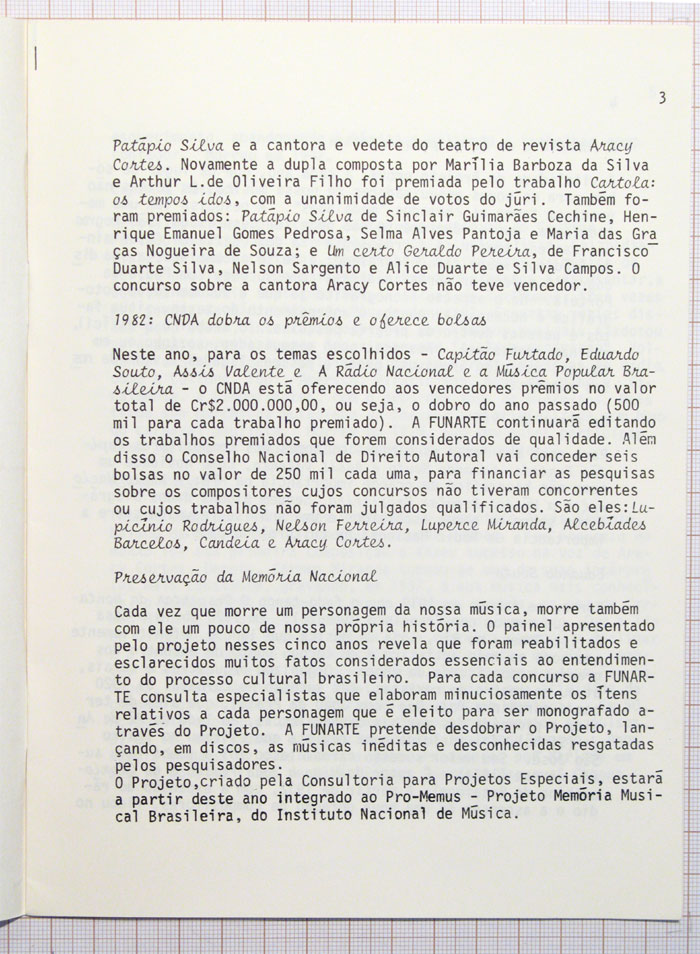 3
Patápio Silva e a cantora e vedete do teatro de revista Aracy
Cortes. Novamente a dupla composta por Marília Barboza da Silva
e Arthur L.de Oliveira Filho foi premiada pelo trabalho Cartola:
os tempos idos, com a unanimidade de votos do júri. Também fo-
ram premiados: Patápio Silva de Sinclair Guimarães Cechine, Hen-
rique Emanuel Gomes Pedrosa, Selma Alves Pantoja e Maria das Gra
ças Nogueira de Souza; e Um certo Geraldo Pereira, de Francisco
Duarte Silva, Nelson Sargento e Alice Duarte e Silva Campos. O
concurso sobre a cantora Aracy Cortes não teve vencedor.
1982: CNDA dobra os prêmios e oferece bolsas
Neste ano, para os temas escolhidos - Capitão Furtado, Eduardo
Souto, Assis Valente e A Rádio Nacional e a Música Popular Bra-
sileira - o CNDA está oferecendo aos vencedores prêmios no valor
total de Cr$2.000.000,00, ou seja, o dobro do ano passado (500
mil para cada trabalho premiado). A FUNARTE continuará editando
os trabalhos premiados que forem considerados de qualidade. Além
disso o Conselho Nacional de Direito Autoral vai conceder seis
bolsas no valor de 250 mil cada uma, para financiar as pesquisas
sobre os compositores cujos concursos não tiveram concorrentes
ou cujos trabalhos não foram julgados qualificados. São eles:Lu-
picínio Rodrigues, Nelson Ferreira, Luperce Miranda, Alcebíades
Barcelos, Candeia e Aracy Cortes.
Preservação da Memória Nacional
Cada vez que morre um personagem da nossa música, morre também
com ele um pouco de nossa própria história. O painel apresentado
pelo projeto nesses cinco anos revela que foram reabilitados e
esclarecidos muitos fatos considerados essenciais ao entendimen-
to do processo cultural brasileiro. Para cada concurso a FUNAR-
TE consulta especialistas que elaboram minuciosamente os ítens
relativos a cada personagem que é eleito para ser monografado a-
través do Projeto. A FUNARTE pretende desdobrar o Projeto, lan-
çando, em discos, as músicas inéditas e desconhecidas resgatadas
pelos pesquisadores.
O Projeto,criado pela Consultoria para Projetos Especiais, estará
a partir deste ano integrado ao Pro-Memus - Projeto Memória Musi-
cal Brasileira, do Instituto Nacional de Música.